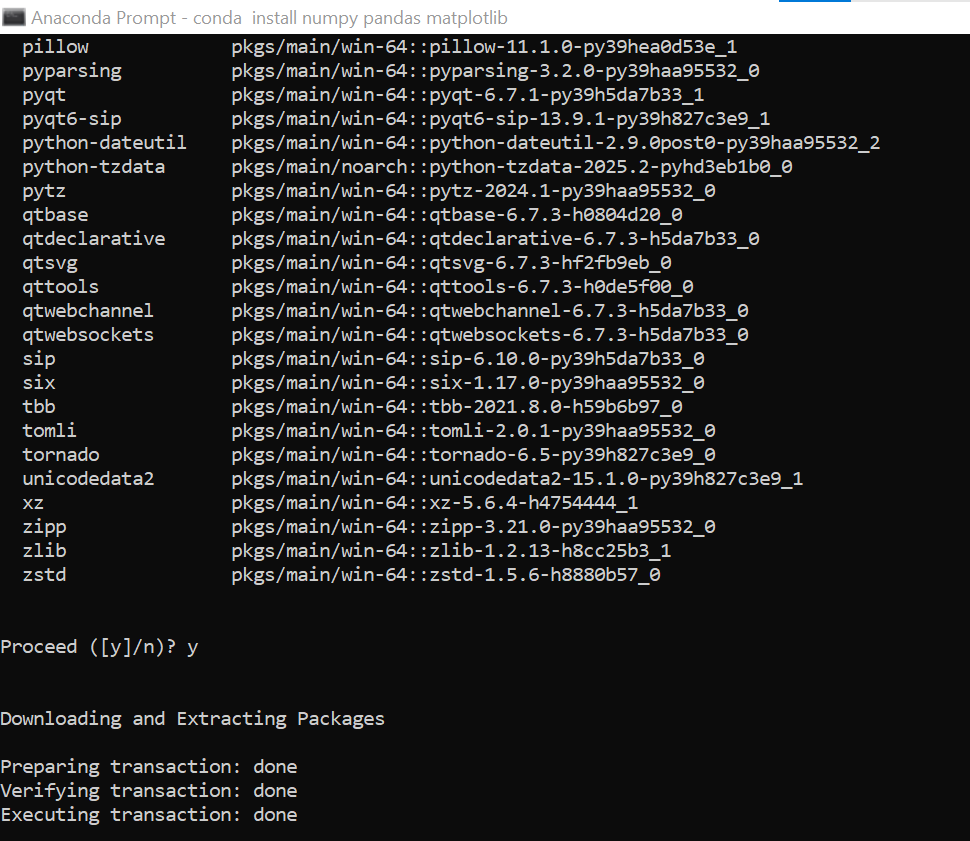 Anaconda Prompt - conda  install numpy pandas matplotlib
pillow             pkgs/main/win-64::pillow-11.1.0-py39hea0d53e_1
pyparsing          pkgs/main/win-64::pyparsing-3.2.0-py39haa95532_0
pyqt               pkgs/main/win-64::pyqt-6.7.1-py39h5da7b33_1
pyqt6-sip          pkgs/main/win-64::pyqt6-sip-13.9.1-py39h827c3e9_1
python-dateutil    pkgs/main/win-64::python-dateutil-2.9.0post0-py39haa95532_2
python-tzdata      pkgs/main/noarch::python-tzdata-2025.2-pyhd3eb1b0_0
pytz               pkgs/main/win-64::pytz-2024.1-py39haa95532_0
qtbase             pkgs/main/win-64::qtbase-6.7.3-h0804d20_0
qtdeclarative      pkgs/main/win-64::qtdeclarative-6.7.3-h5da7b33_0
qtsvg              pkgs/main/win-64::qtsvg-6.7.3-hf2fb9eb_0
qttools            pkgs/main/win-64::qttools-6.7.3-h0de5f00_0
qtwebchannel       pkgs/main/win-64::qtwebchannel-6.7.3-h5da7b33_0
qtwebsockets       pkgs/main/win-64::qtwebsockets-6.7.3-h5da7b33_0
sip                pkgs/main/win-64::sip-6.10.0-py39h5da7b33_0
six                pkgs/main/win-64::six-1.17.0-py39haa95532_0
tbb                pkgs/main/win-64::tbb-2021.8.0-h59b6b97_0
tomli              pkgs/main/win-64::tomli-2.0.1-py39haa95532_0
tornado            pkgs/main/win-64::tornado-6.5-py39h827c3e9_0
unicodedata2       pkgs/main/win-64::unicodedata2-15.1.0-py39h827c3e9_1
xz                 pkgs/main/win-64::xz-5.6.4-h4754444_1
zipp               pkgs/main/win-64::zipp-3.21.0-py39haa95532_0
zlib               pkgs/main/win-64::zlib-1.2.13-h8cc25b3_1
zstd               pkgs/main/win-64::zstd-1.5.6-h8880b57_0
Proceed ([y]/n)? y
Downloading and Extracting Packages
Preparing transaction: done
Verifying transaction: done
Executing transaction: done